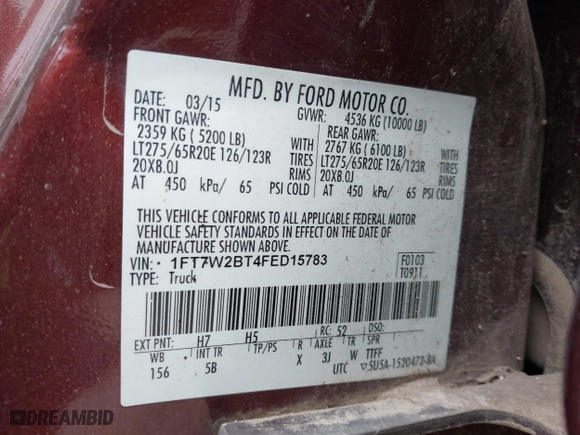 MFD. BY FORD MOTOR CO.
DATE: 03/15 GVWR: 4536 KG (10000 LB)
FRONT GAWR: REAR GAWR:
2359 KG ( 5200 LB) WITH 2767 KG ( 6100 LB) WITH
LT275/65R20E 126/123R TIRES LT275/65R20E 126/123R TIRES
20X8.0J RIMS 20X8.0J RIMS
AT 450 kPa/ 65 PSI COLD AT 450 kPa/ 65 PSI COLD
THIS VEHICLE CONFORMS TO ALL APPLICABLE FEDERAL MOTOR
VEHICLE SAFETY STANDARDS IN EFFECT ON THE DATE OF
MANUFACTURE SHOWN ABOVE.
VIN: 1FT7W2BT4FED15783 F0103
TYPE: Truck T0911
EXT PNT: H7 H5 RC: 52 DSO:
WB INT TR TP/PS R AXLE TR SPR
156 5B X 3J W TTFF
UTC ▽5U5A-1520472-BA
DREAMBID